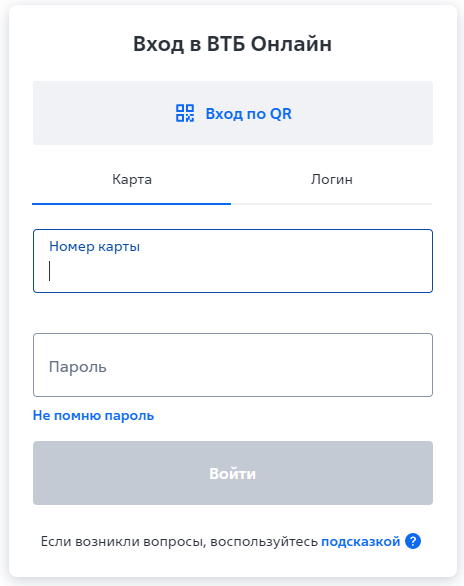 Вход в ВТБ Онлайн
Вход по QR
Карта
Логин
Номер карты
Пароль
Не помню пароль
Войти
Если возникли вопросы, воспользуйтесь подсказкой ?